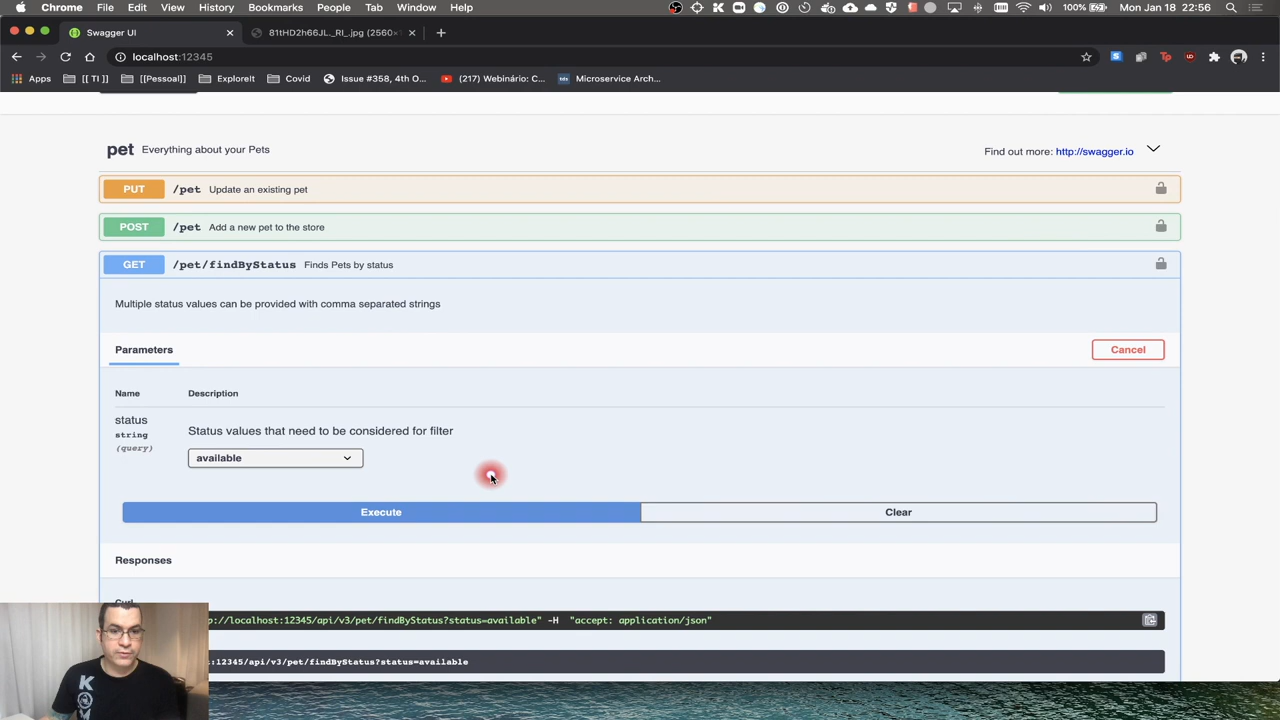 Chrome File Edit View History Bookmarks People Tab Window Help 100% Mon Jan 18 22:56
Swagger UI 81tHD2h66JL._RI_.jpg (2560×
localhost:12345
Apps [[ TI ]] [[Pessoal]] ExploreIt Covid Issue #358, 4th O... (217) Webinário: C... tds Microservice Arch...
pet Everything about your Pets Find out more: http://swagger.io
PUT /pet Update an existing pet
POST /pet Add a new pet to the store
GET /pet/findByStatus Finds Pets by status
Multiple status values can be provided with comma separated strings
Parameters Cancel
Name Description
status Status values that need to be considered for filter
string
(query)
available
Execute Clear
Responses
Curl
p://localhost:12345/api/v3/pet/findByStatus?status=available" -H "accept: application/json"
:12345/api/v3/pet/findByStatus?status=available